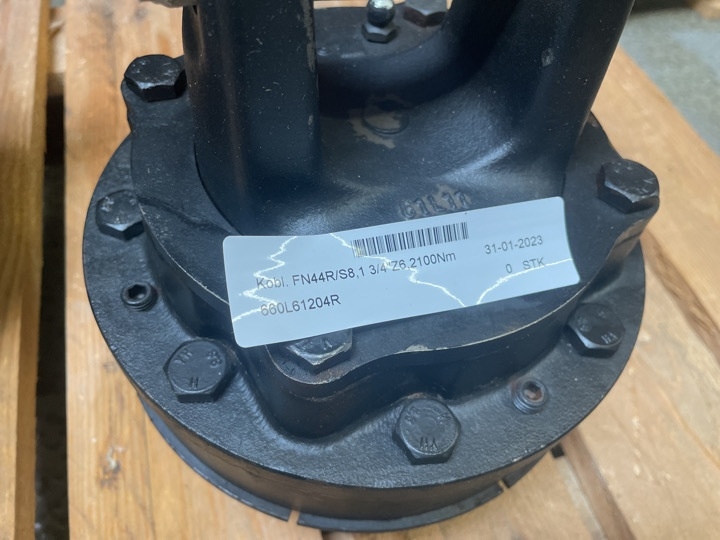 Kobl. FN44R/S8,1 3/4"Z6,2100Nm
31-01-2023
660L61204R
0 STK